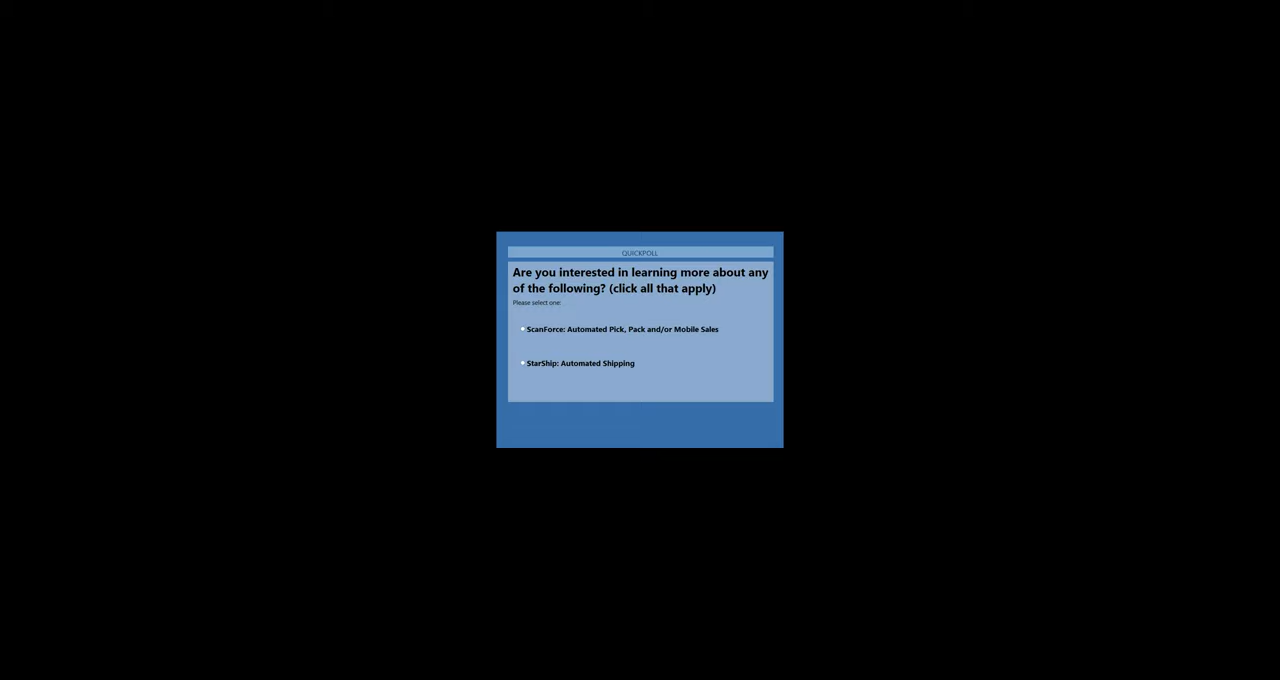 QUICKPOLL
Are you interested in learning more about any
of the following? (click all that apply)
Please select one:
ScanForce: Automated Pick, Pack and/or Mobile Sales
StarShip: Automated Shipping